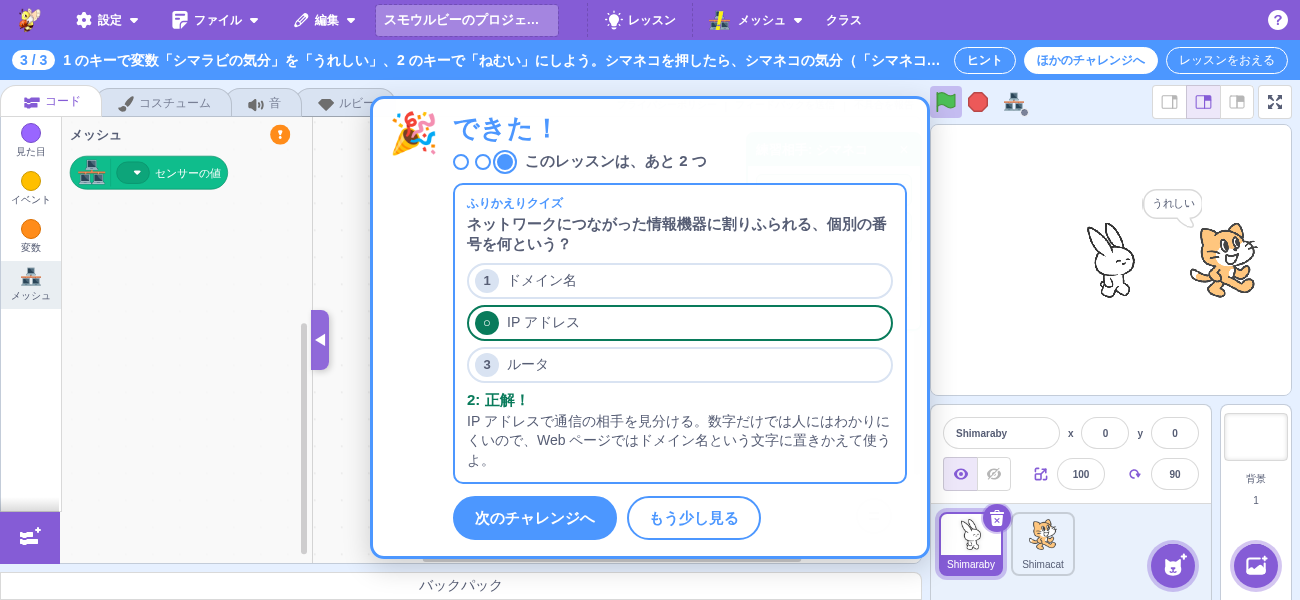 設定
ファイル
編集
スモウルビーのプロジェ…
レッスン
メッシュ
クラス
?
3 / 3
1 のキーで変数「シマラビの気分」を「うれしい」、2 のキーで「ねむい」にしよう。シマネコを押したら、シマネコの気分（「シマネコ…
ヒント
ほかのチャレンジへ
レッスンをおえる
コード
コスチューム
音
ルビー
見た目
イベント
変数
メッシュ
メッシュ
センサーの値
できた！
このレッスンは、あと 2 つ
ふりかえりクイズ
ネットワークにつながった情報機器に割りふられる、個別の番
号を何という？
1 ドメイン名
○ IP アドレス
3 ルータ
2: 正解！
IP アドレスで通信の相手を見分ける。数字だけでは人にはわかりに
くいので、Web ページではドメイン名という文字に置きかえて使う
よ。
次のチャレンジへ
もう少し見る
うれしい
Shimaraby
x
0
y
0
100
90
Shimaraby
Shimacat
背景
1
バックパック